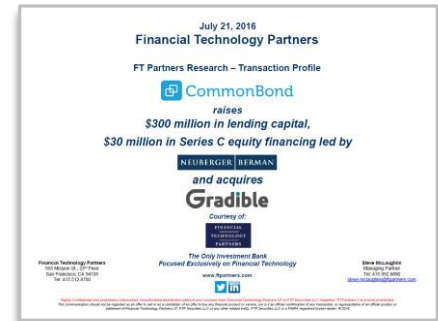 July 21, 2016
Financial Technology Partners
FT Partners Research – Transaction Profile
CommonBond
raises
$300 million in lending capital,
$30 million in Series C equity financing led by
NEUBERGER BERMAN
and acquires
Gradible
Courtesy of:
FINANCIAL
TECHNOLOGY
PARTNERS
The Only Investment Bank
Focused Exclusively on Financial Technology
www.ftpartners.com
Financial Technology Partners
San Francisco, CA
Steve McLaughlin
Managing Partner